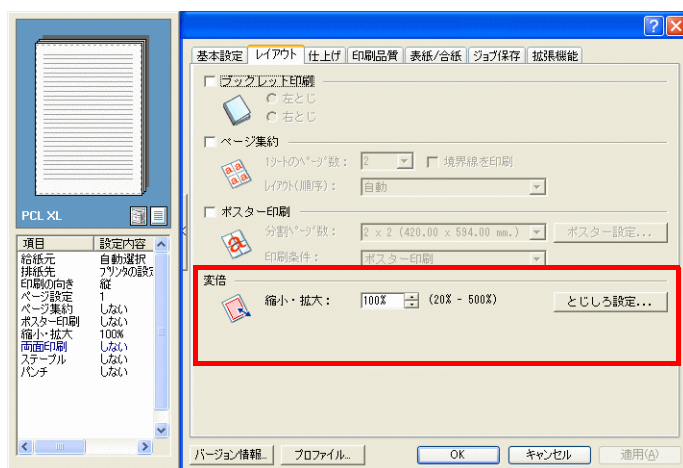 基本設定 レイアウト 仕上げ 印刷品質 表紙/合紙 ジョブ保存 拡張機能
ブックレット印刷
左とじ
右とじ
ページ集約
1シートのページ数： 2 境界線を印刷
レイアウト(順序)： 自動
ポスター印刷
分割ページ数： 2 x 2 (420.00 x 594.00 mm.) ポスター設定...
印刷条件： ポスター印刷
変倍
縮小・拡大： 100% (20% - 500%) とじしろ設定...
PCL XL
項目 設定内容
給紙元 自動選択
排紙先 プリンタの設定
印刷の向き 縦
ページ設定 1
ページ集約 しない
ポスター印刷 しない
縮小・拡大 100%
両面印刷 しない
ステープル しない
パンチ しない
バージョン情報... プロファイル... OK キャンセル 適用(A)